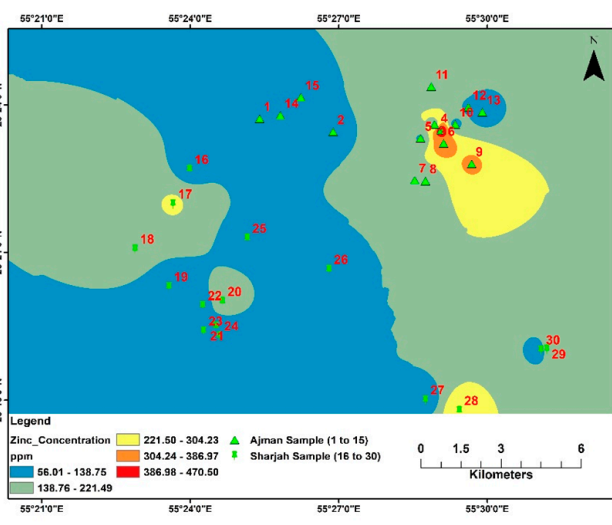 55°21'0"E 55°24'0"E 55°27'0"E 55°30'0"E
N
11
15
12
13
1
14
4
10
2
5
3
6
9
16
7 8
17
18
25
26
19
20
22
23
24
21
30
29
27
28
Legend
Zinc_Concentration
ppm
56.01 - 138.75
138.76 - 221.49
221.50 - 304.23
304.24 - 386.97
386.98 - 470.50
Ajman Sample (1 to 15)
Sharjah Sample (16 to 30)
0 1.5 3 6
Kilometers
55°21'0"E 55°24'0"E 55°27'0"E 55°30'0"E